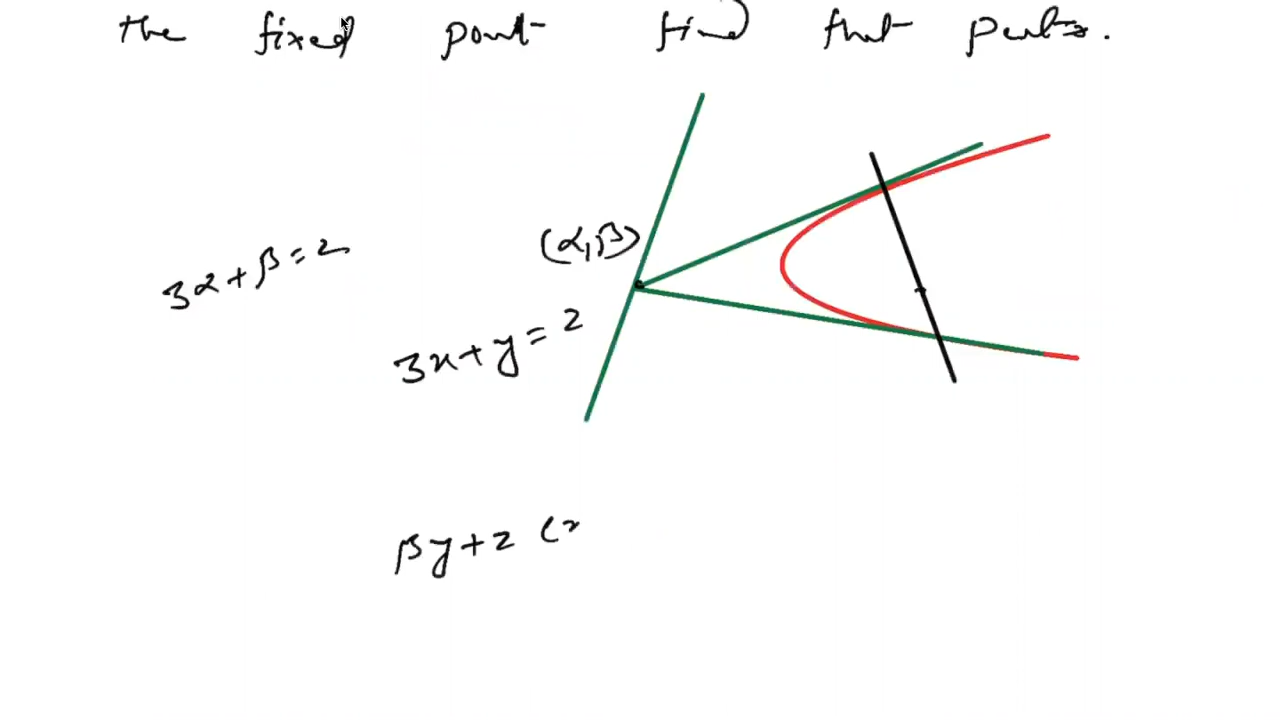 the fixed point find that point.
(α,β)
3α+β=2
3x+y=2
βy+2(x